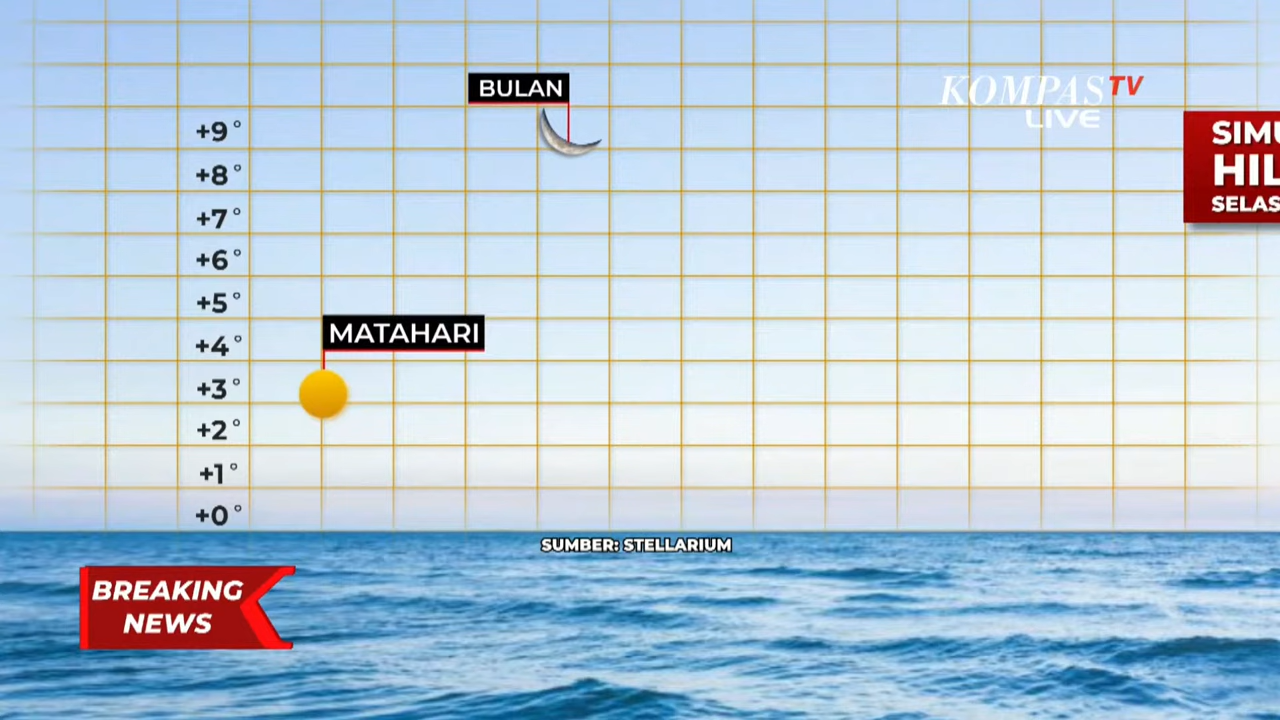 BULAN
KOMPAS TV
LIVE
SIMU
HIL
SELAS
+9°
+8°
+7°
+6°
+5°
MATAHARI
+4°
+3°
+2°
+1°
+0°
SUMBER: STELLARIUM
BREAKING
NEWS